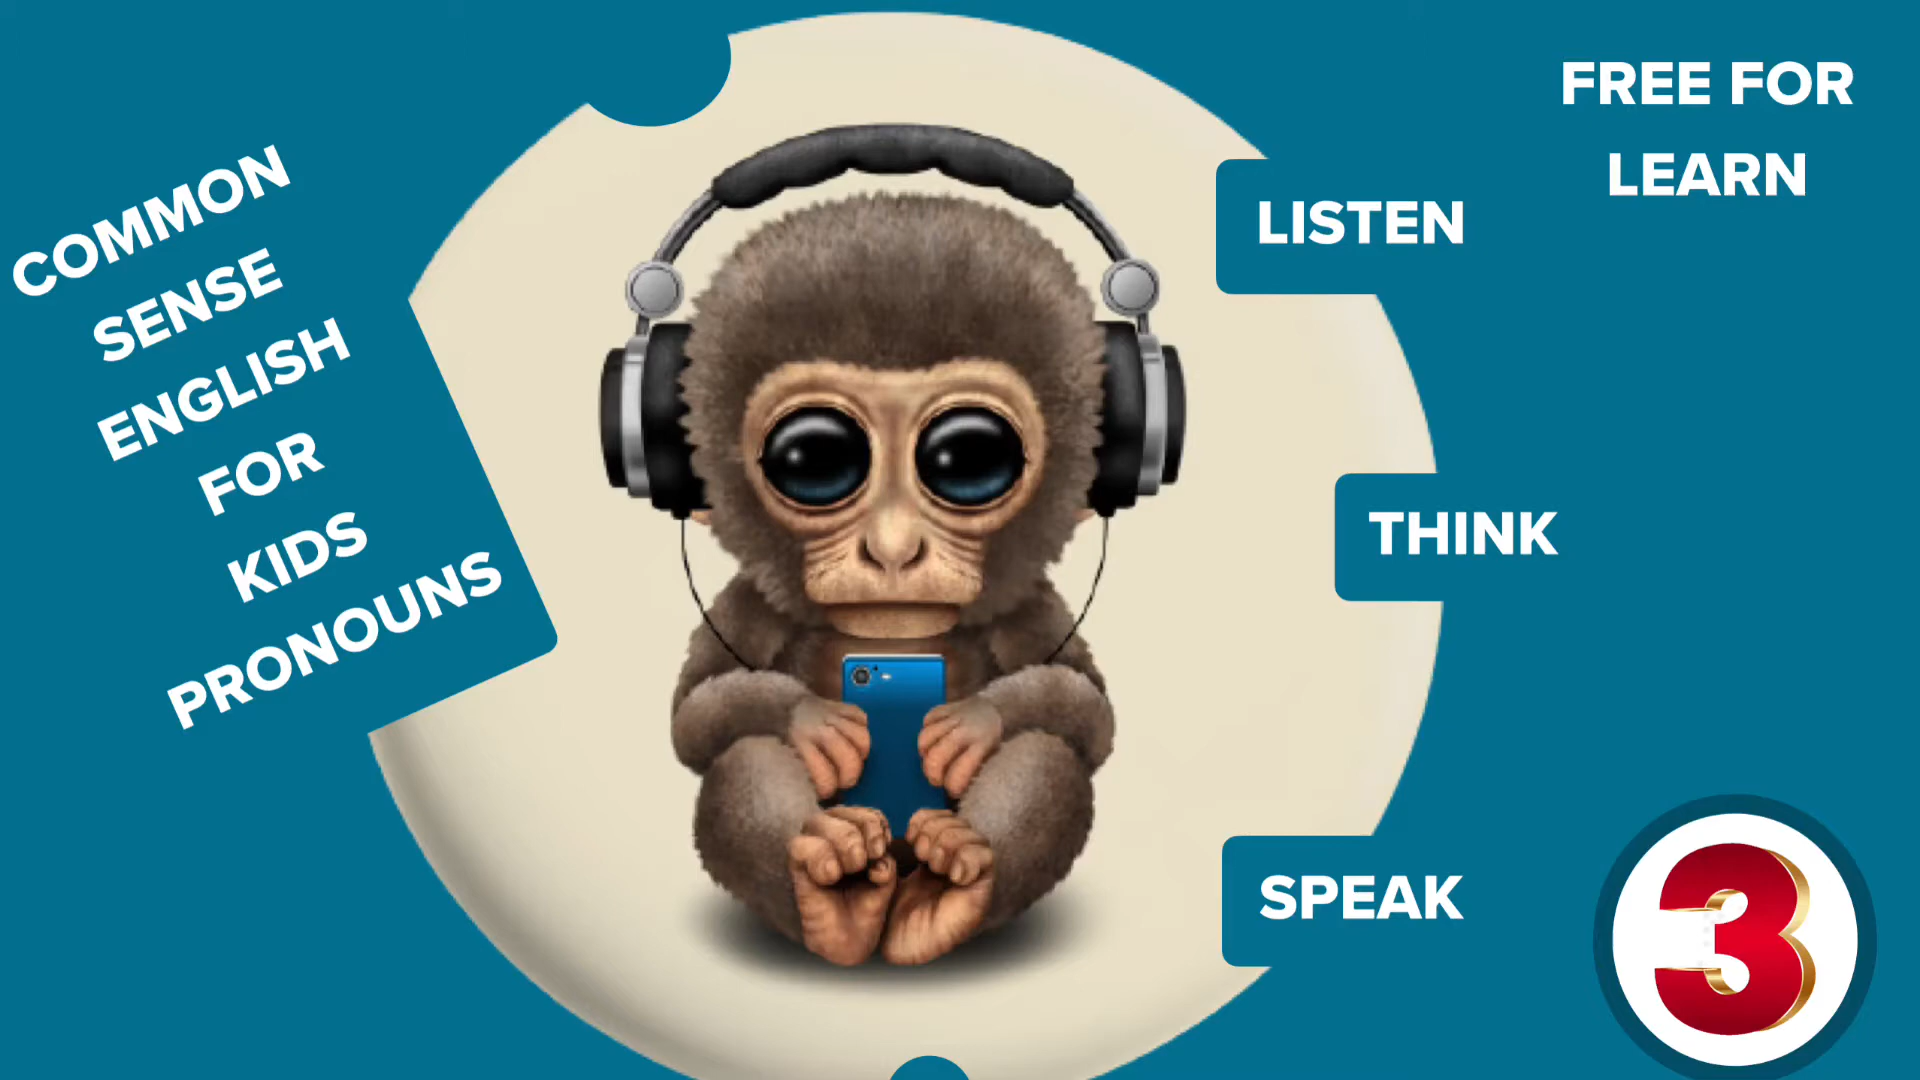 COMMON
SENSE
ENGLISH
FOR
KIDS
PRONOUNS
FREE FOR
LEARN
LISTEN
THINK
SPEAK
3